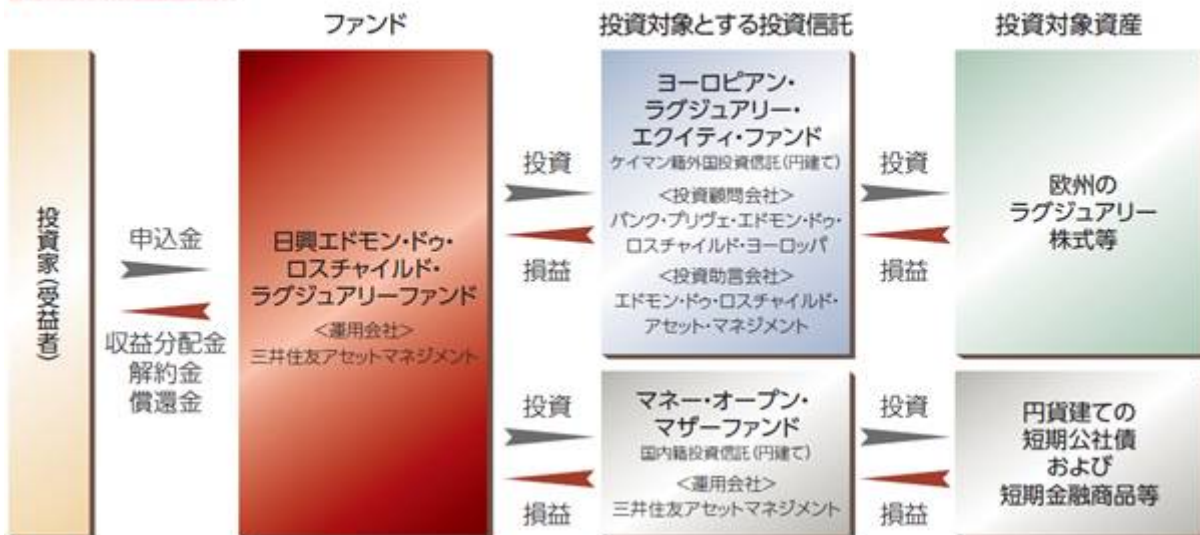 ファンド
投資対象とする投資信託
投資対象資産
投資家（受益者）
申込金
収益分配金
解約金
償還金
日興エドモン・ドゥ・
ロスチャイルド・
ラグジュアリーファンド
＜運用会社＞
三井住友アセットマネジメント
投資
損益
ヨーロピアン・
ラグジュアリー・
エクイティ・ファンド
ケイマン籍外国投資信託（円建て）
＜投資顧問会社＞
バンク・プリヴェ・エドモン・ドゥ・
ロスチャイルド・ヨーロッパ
＜投資助言会社＞
エドモン・ドゥ・ロスチャイルド・
アセット・マネジメント
投資
損益
欧州の
ラグジュアリー
株式等
投資
損益
マネー・オープン・
マザーファンド
国内籍投資信託（円建て）
＜運用会社＞
三井住友アセットマネジメント
投資
損益
円貨建ての
短期公社債
および
短期金融商品等